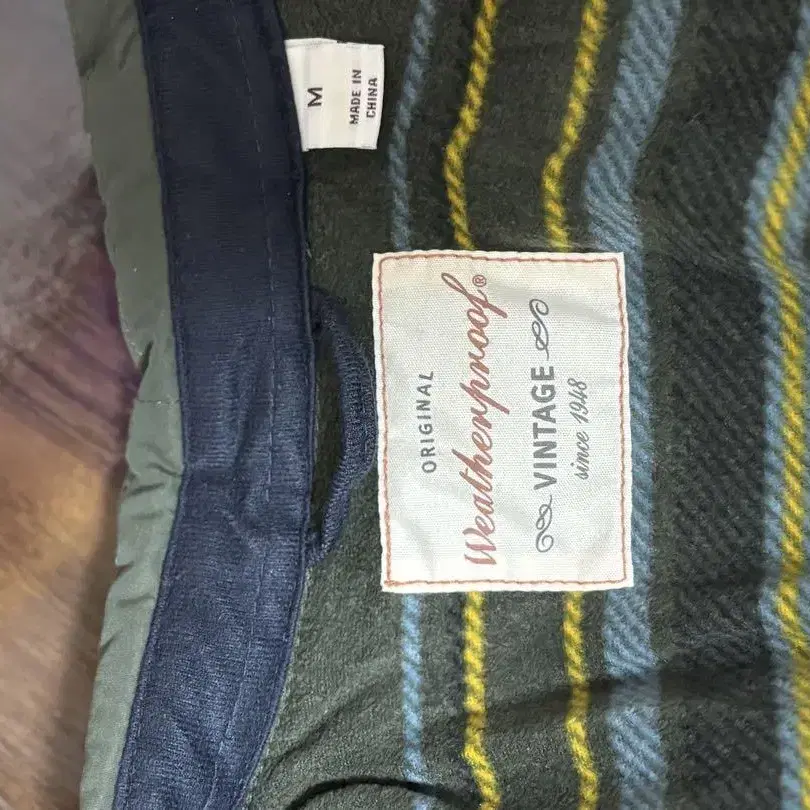 M
MADE IN
CHINA
ORIGINAL
Weatherproof®
VINTAGE
since 1948